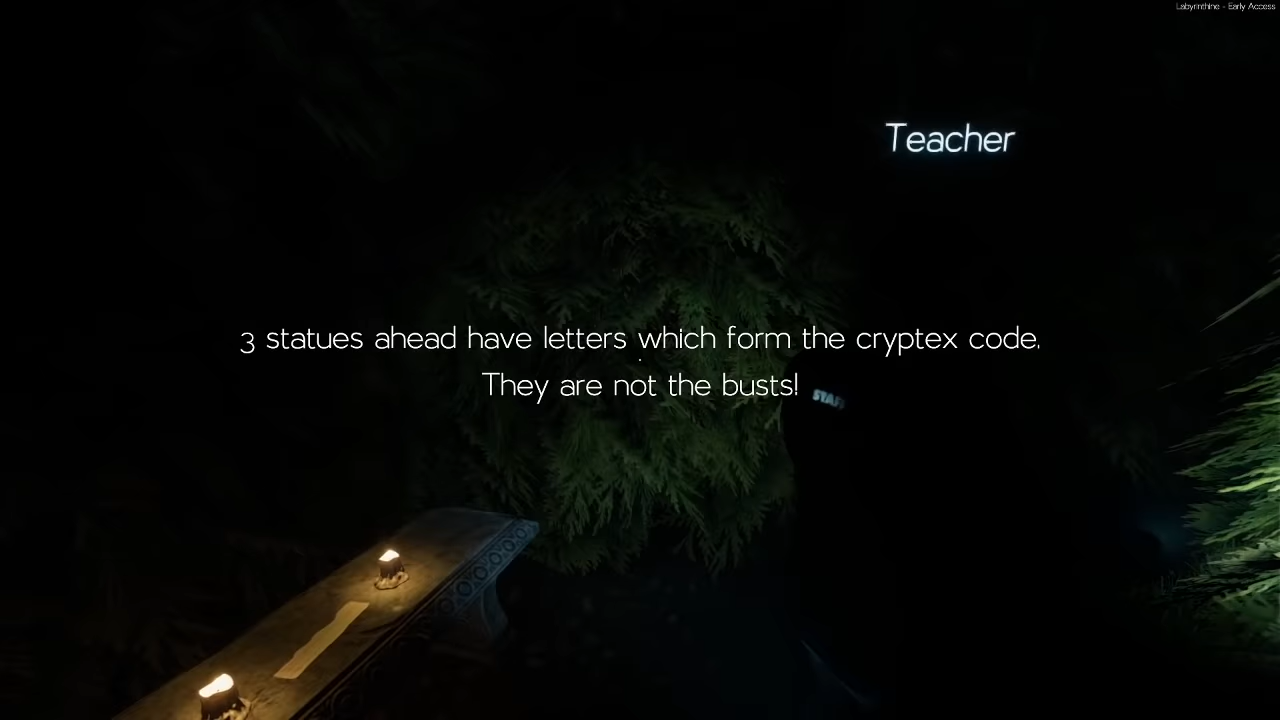 Labyrinthine - Early Access
Teacher
3 statues ahead have letters which form the cryptex code.
They are not the busts!
STAFF